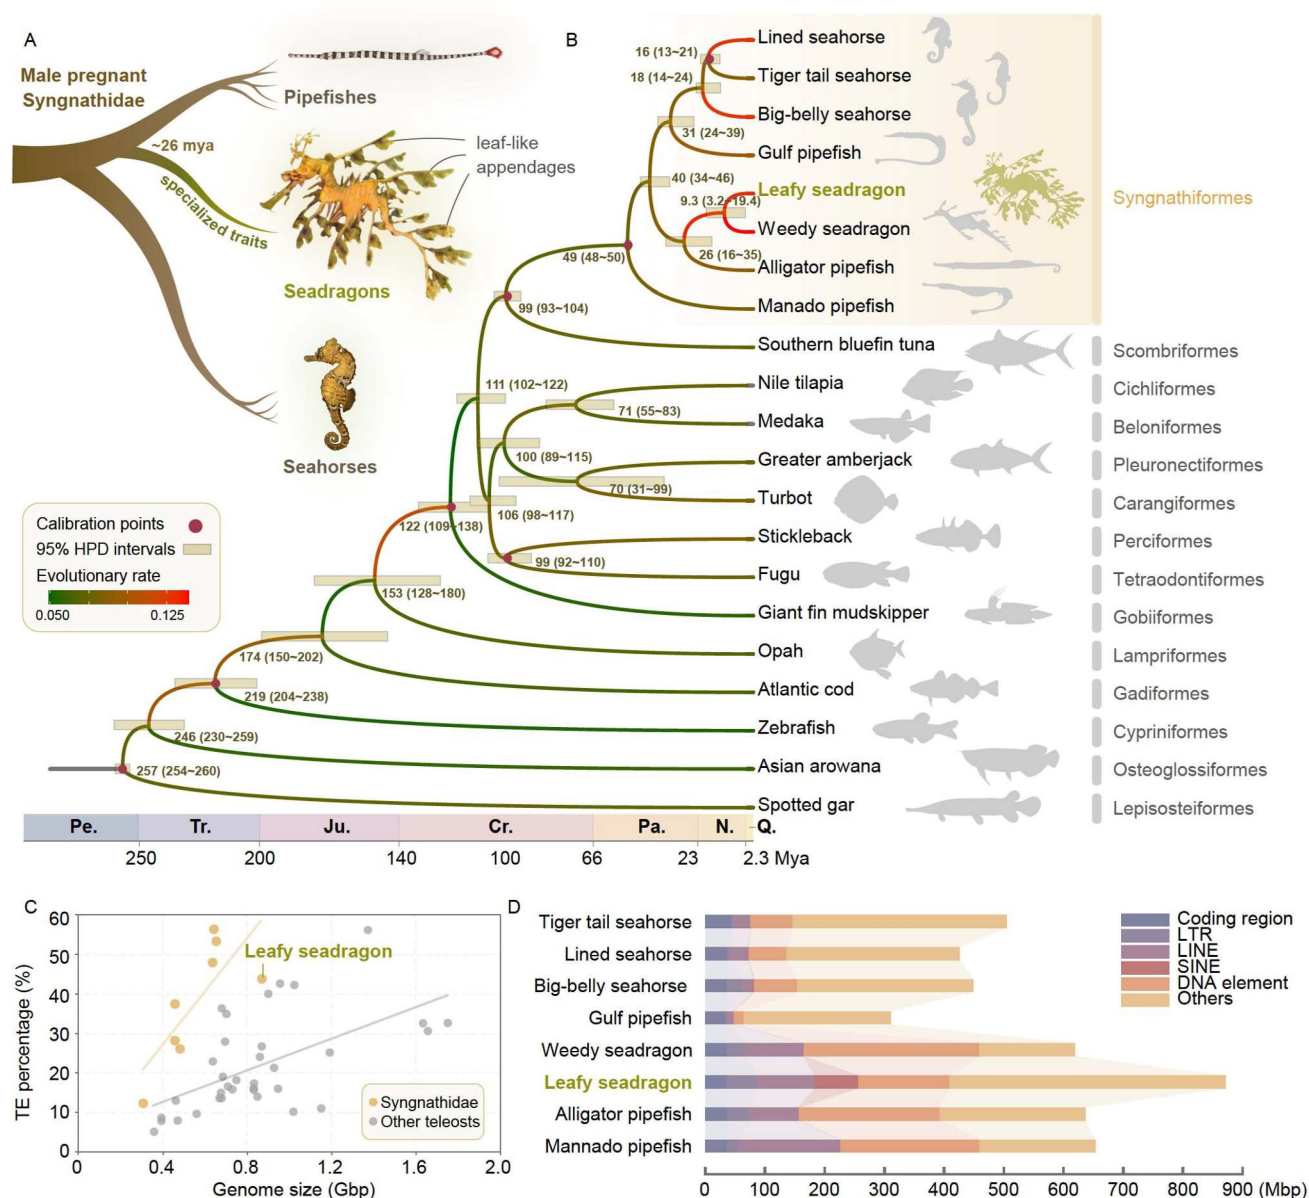 A
Male pregnant
Syngnathidae
Pipefishes
~26 mya
specialized traits
leaf-like
appendages
Seadragons
Seahorses
Calibration points
95% HPD intervals
Evolutionary rate
0.050
0.125
B
Lined seahorse
16 (13~21)
Tiger tail seahorse
18 (14~24)
Big-belly seahorse
31 (24~39)
Gulf pipefish
40 (34~46)
Leafy seadragon
9.3 (3.2~19.4)
Weedy seadragon
26 (16~35)
Alligator pipefish
49 (48~50)
Manado pipefish
Syngnathiformes
99 (93~104)
Southern bluefin tuna
Scombriformes
111 (102~122)
Nile tilapia
Cichliformes
71 (55~83)
Medaka
Beloniformes
100 (89~115)
Greater amberjack
Pleuronectiformes
70 (31~99)
Turbot
Carangiformes
106 (98~117)
122 (109~138)
Stickleback
Perciformes
99 (92~110)
Fugu
Tetraodontiformes
153 (128~180)
Giant fin mudskipper
Gobiiformes
174 (150~202)
Opah
Lampriformes
219 (204~238)
Atlantic cod
Gadiformes
246 (230~259)
Zebrafish
Cypriniformes
257 (254~260)
Asian arowana
Osteoglossiformes
Spotted gar
Lepisosteiformes
Pe. Tr. Ju. Cr. Pa. N. Q.
250 200 140 100 66 23 2.3 Mya
C
TE percentage (%)
60
50
40
30
20
10
0
Leafy seadragon
Syngnathidae
Other teleosts
0 0.4 0.8 1.2 1.6 2.0
Genome size (Gbp)
D
Tiger tail seahorse
Lined seahorse
Big-belly seahorse
Gulf pipefish
Weedy seadragon
Leafy seadragon
Alligator pipefish
Mannado pipefish
Coding region
LTR
LINE
SINE
DNA element
Others
0 100 200 300 400 500 600 700 800 900 (Mbp)